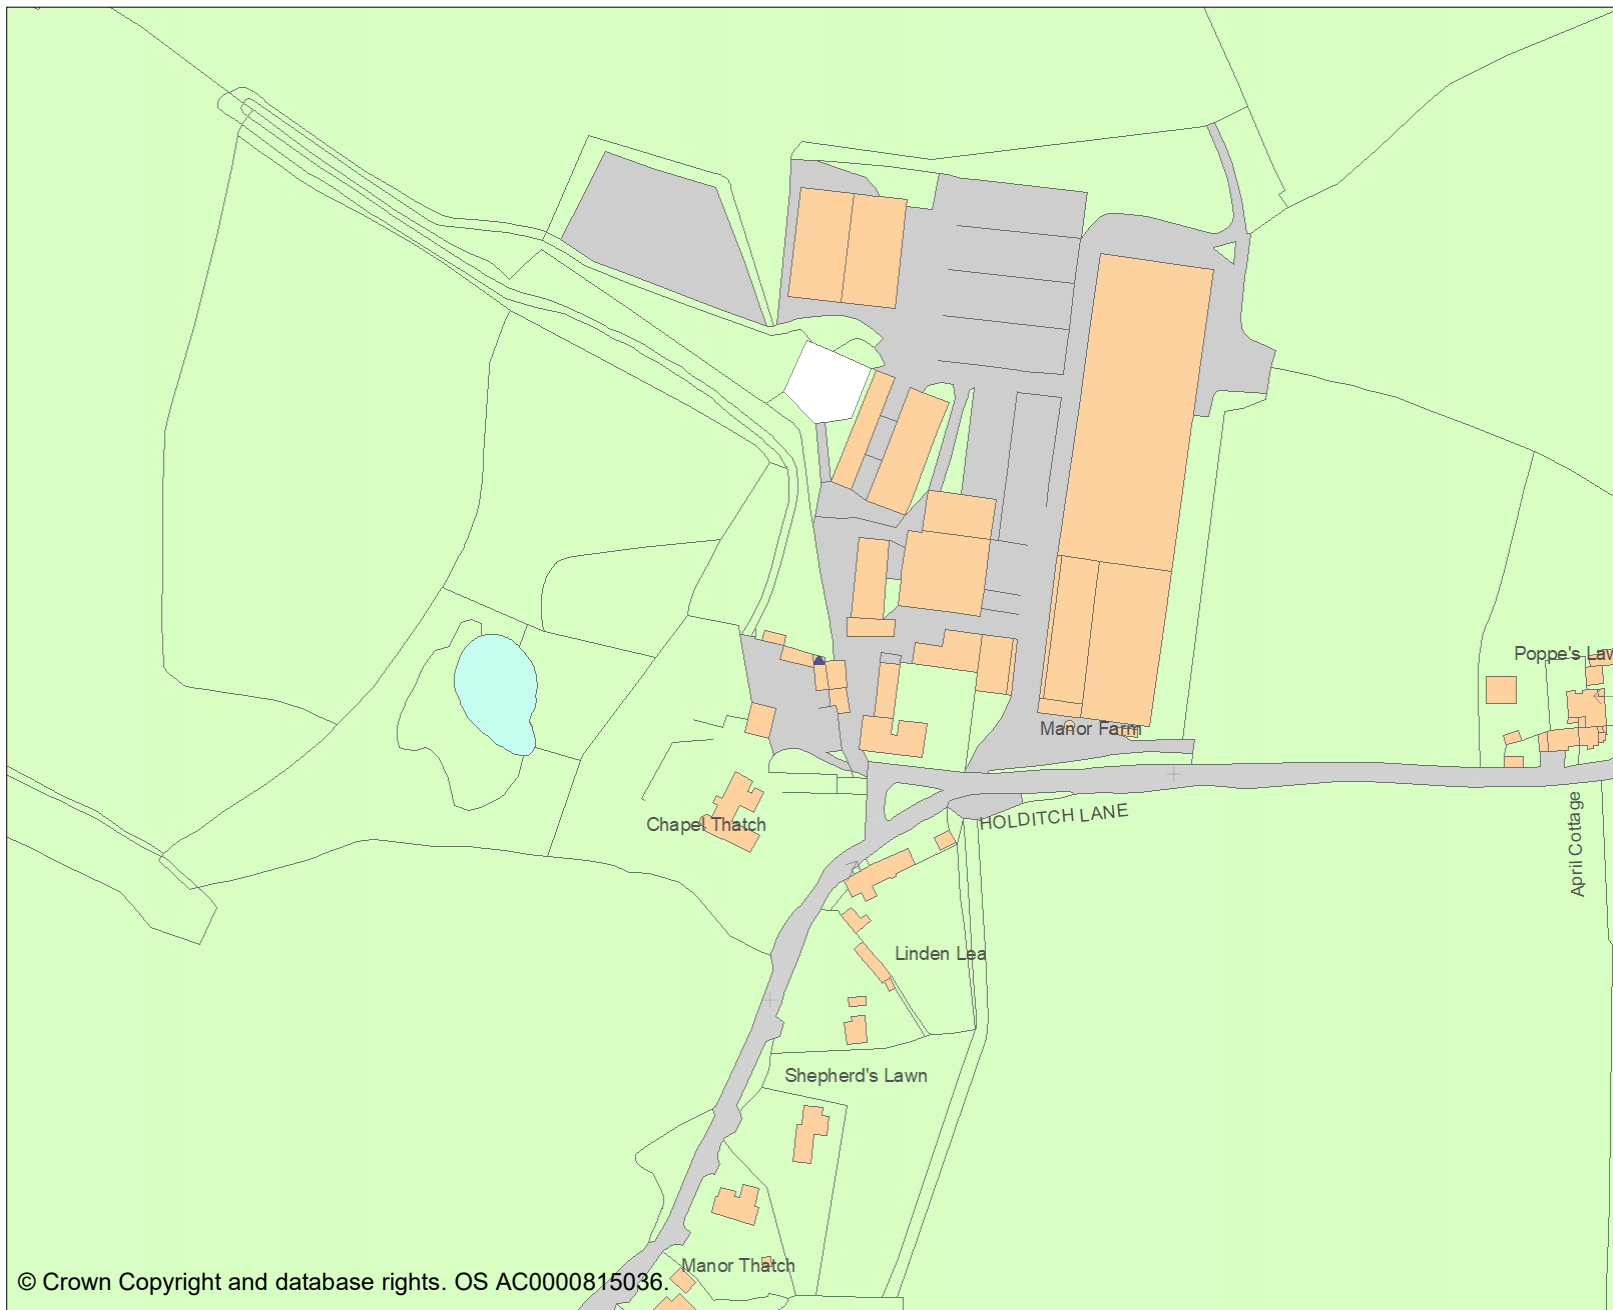 Poppe's Law
Manor Farm
HOLDITCH LANE
Chapel Thatch
April Cottage
Linden Lea
Shepherd's Lawn
Manor Thatch
© Crown Copyright and database rights. OS AC0000815036.